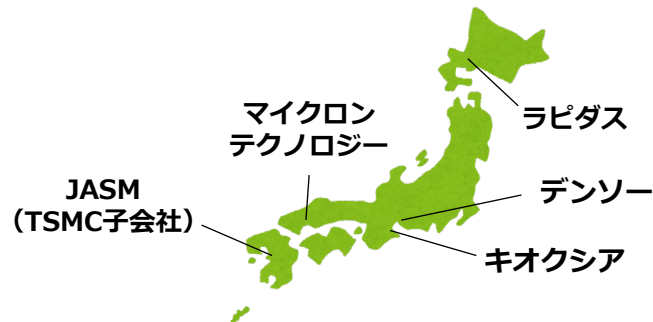 ラピダス
マイクロン
テクノロジー
JASM
（TSMC子会社）
デンソー
キオクシア